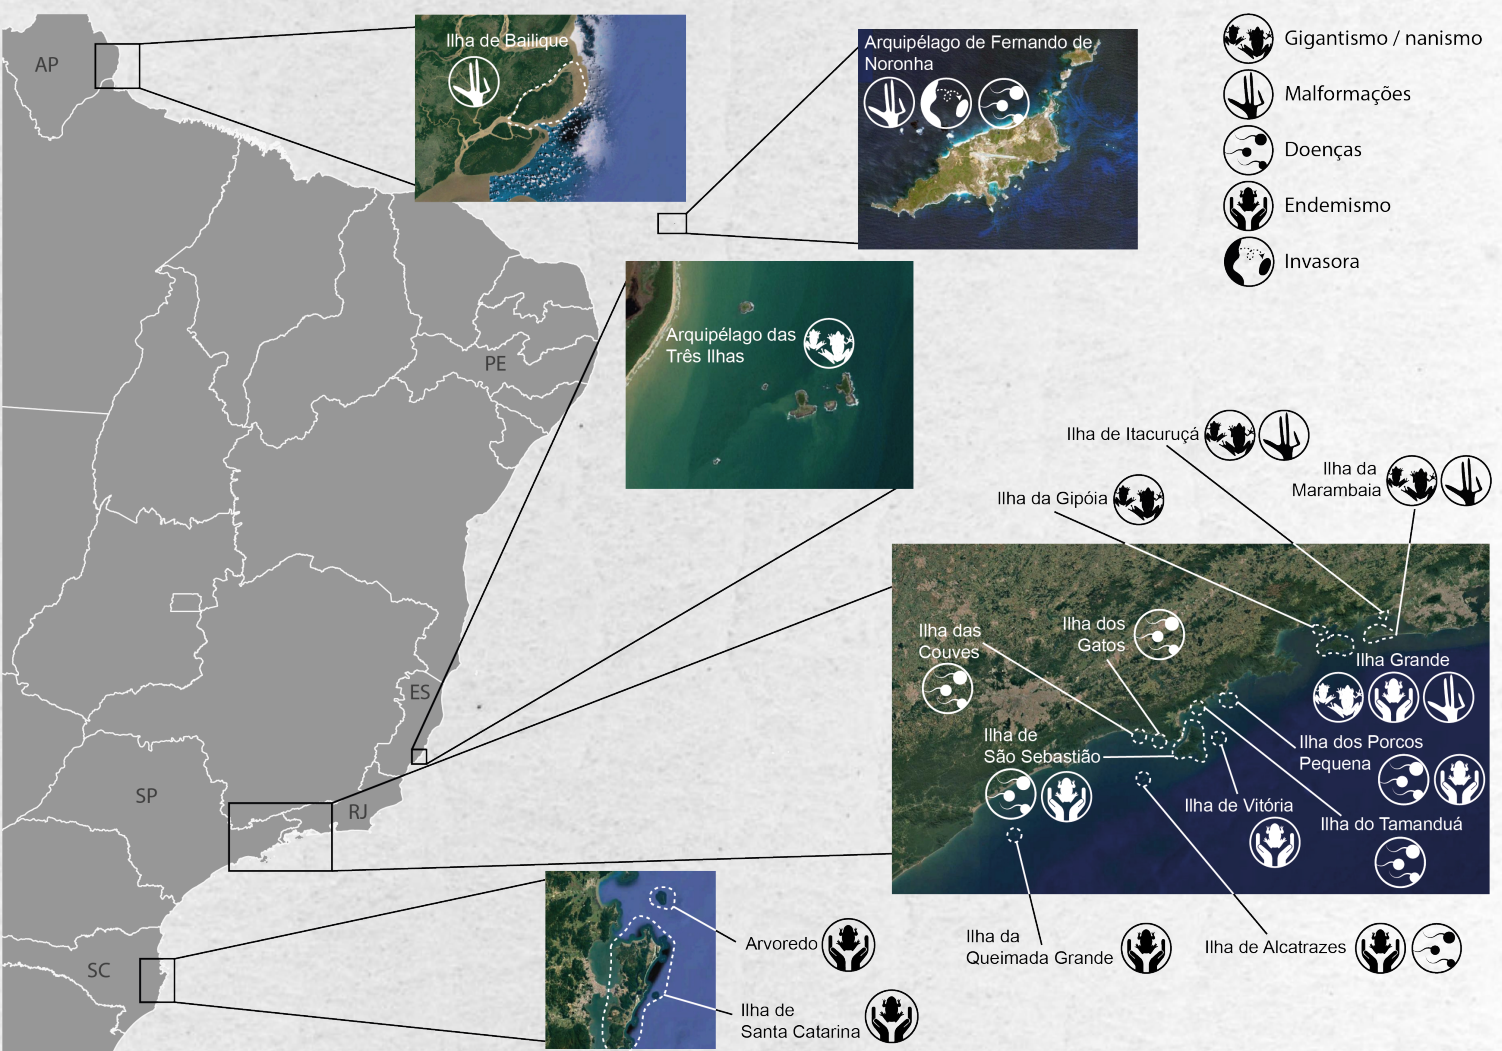 AP
PE
ES
SP
RJ
SC
Ilha de Bailique
Arquipélago de Fernando de
Noronha
Gigantismo / nanismo
Malformações
Doenças
Endemismo
Invasora
Arquipélago das
Três Ilhas
Ilha de Itacuruçá
Ilha da
Marambaia
Ilha da Gipóia
Ilha das
Couves
Ilha dos
Gatos
Ilha Grande
Ilha de
São Sebastião
Ilha dos Porcos
Pequena
Ilha de Vitória
Ilha do Tamanduá
Ilha da
Queimada Grande
Ilha de Alcatrazes
Arvoredo
Ilha de
Santa Catarina